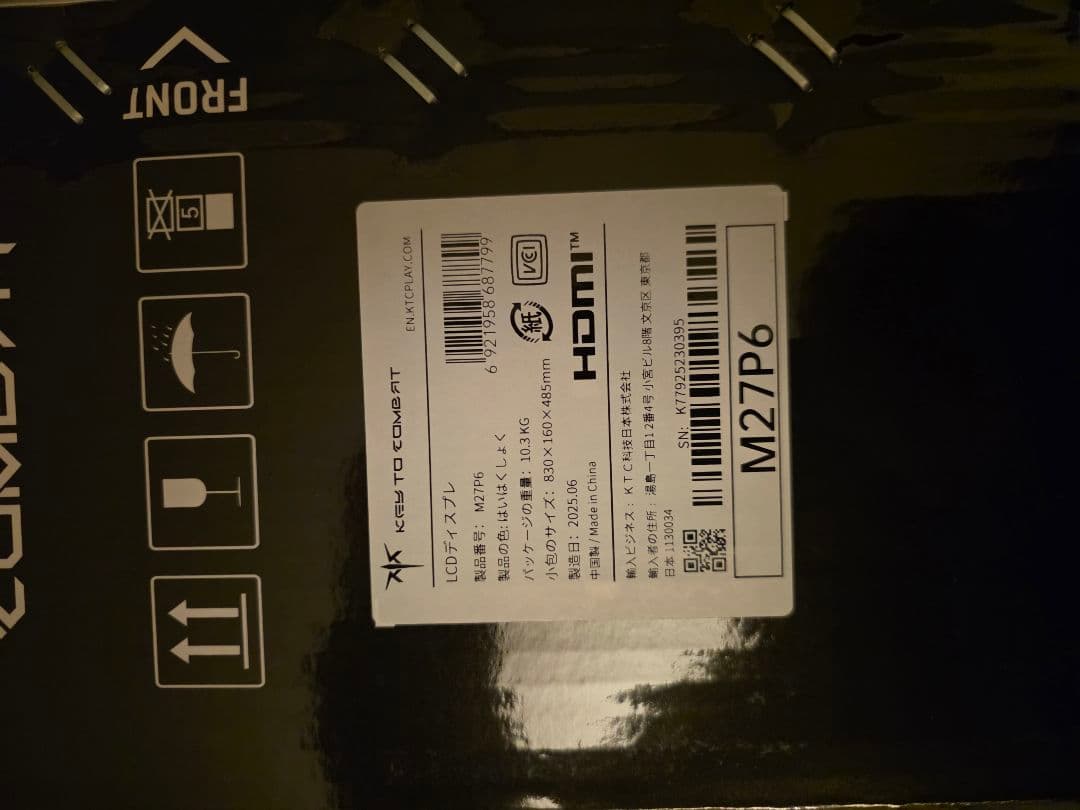 FRONT
5
KEY TO COMBAT
EN.KTCPLAY.COM
LCDディスプレ
製品番号： M27P6
製品の色: はいはくしょく
パッケージの重量： 10.3 KG
小包のサイズ： 830×160×485mm
製造日： 2025.06
中国製 / Made in China
6 921958 687799
紙
VCI
HDMI™
輸入ビジネス： KTC科技日本株式会社
輸入者の住所： 湯島一丁目12番4号 小宮ビル8階 文京区 東京都
日本 1130034
SN: K77925230395
M27P6